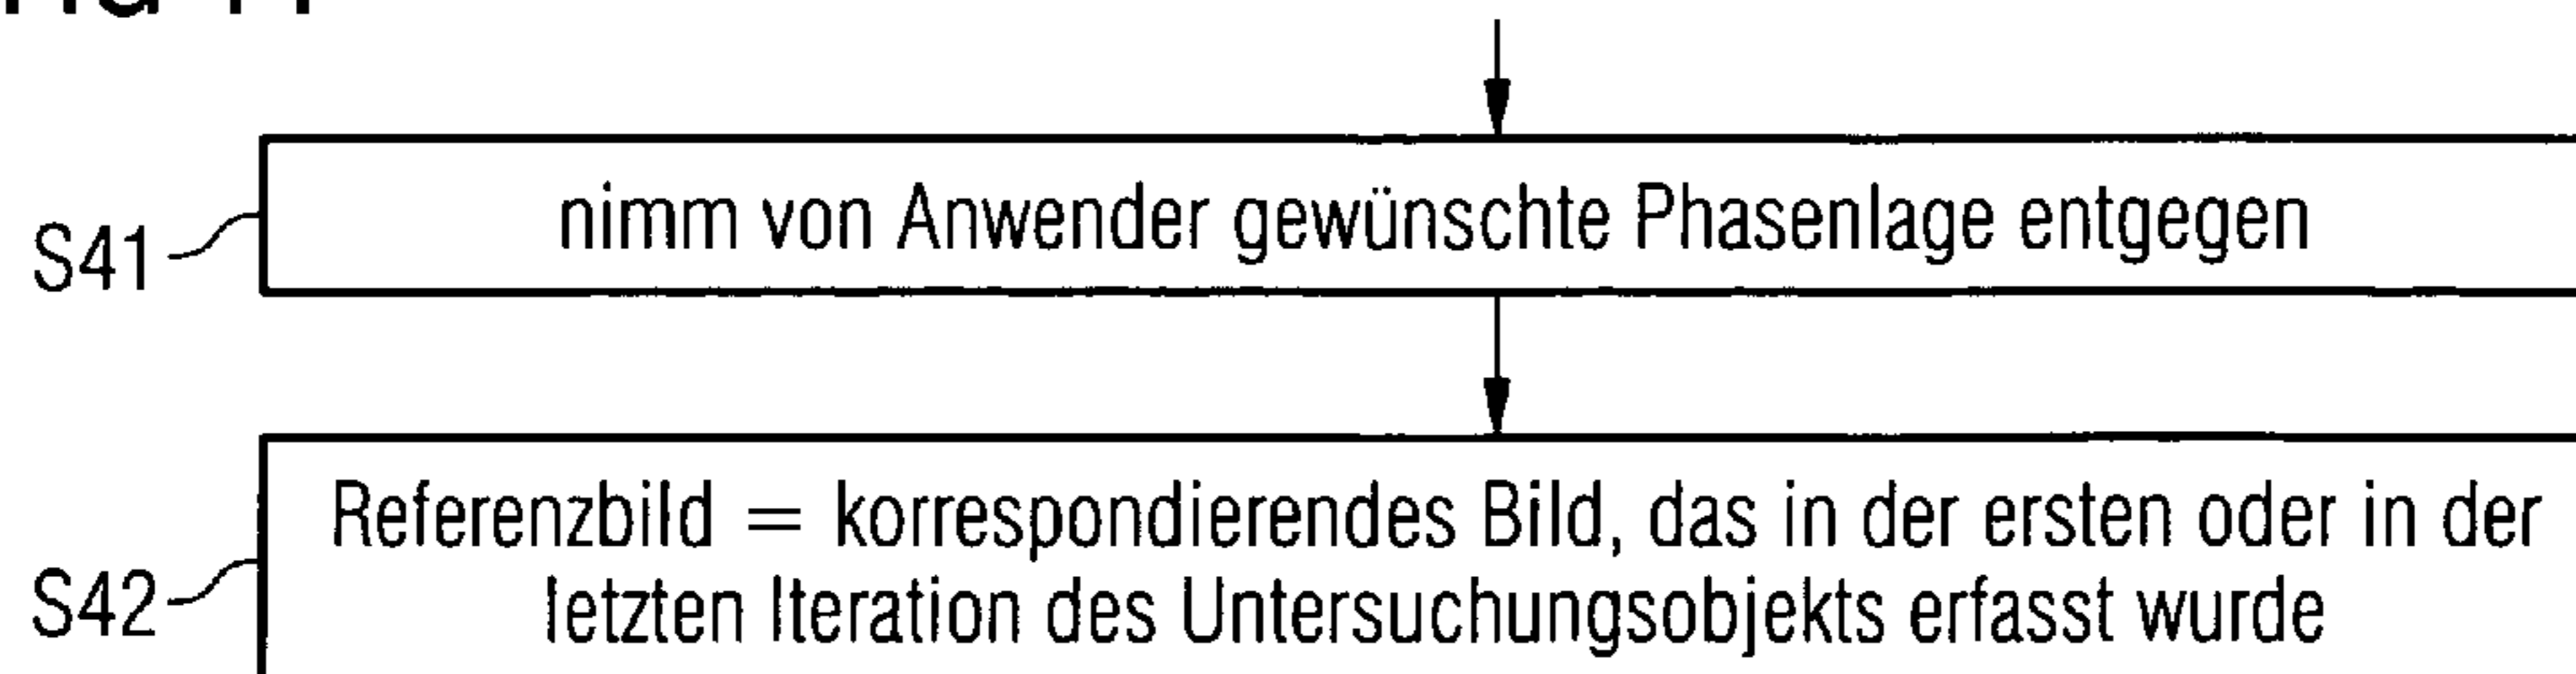 S41
nimm von Anwender gewünschte Phasenlage entgegen
S42
Referenzbild = korrespondierendes Bild, das in der ersten oder in der
letzten Iteration des Untersuchungsobjekts erfasst wurde